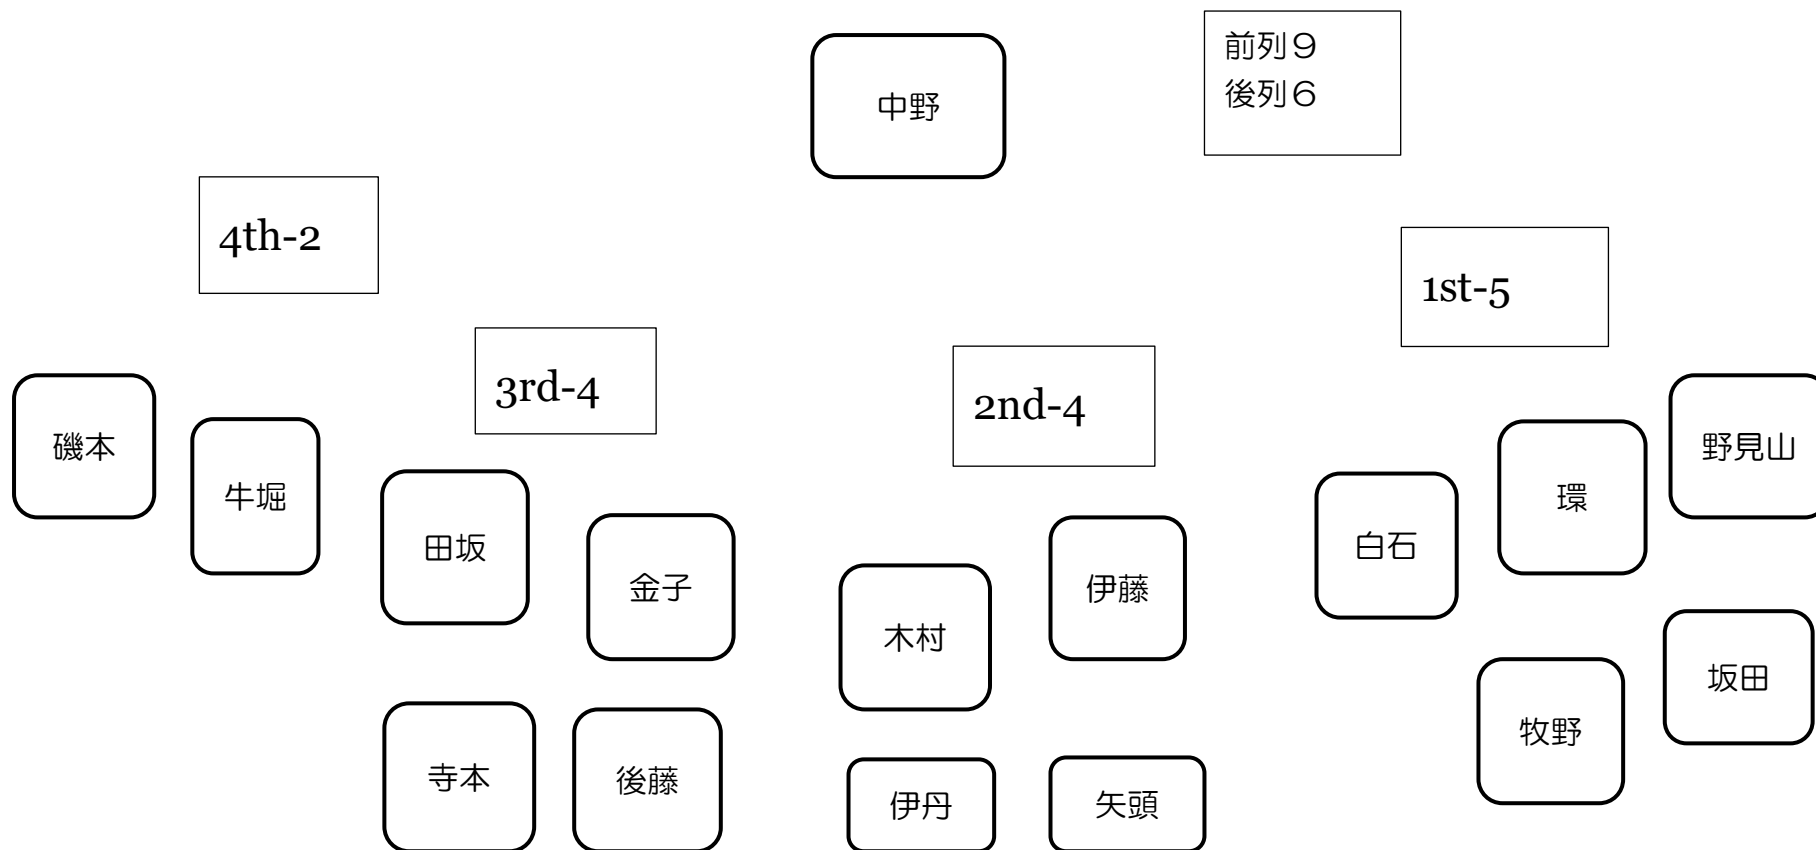 中野
前列９
後列６
4th-2
1st-5
3rd-4
2nd-4
磯本
牛堀
田坂
金子
木村
伊藤
白石
環
野見山
寺本
後藤
伊丹
矢頭
牧野
坂田